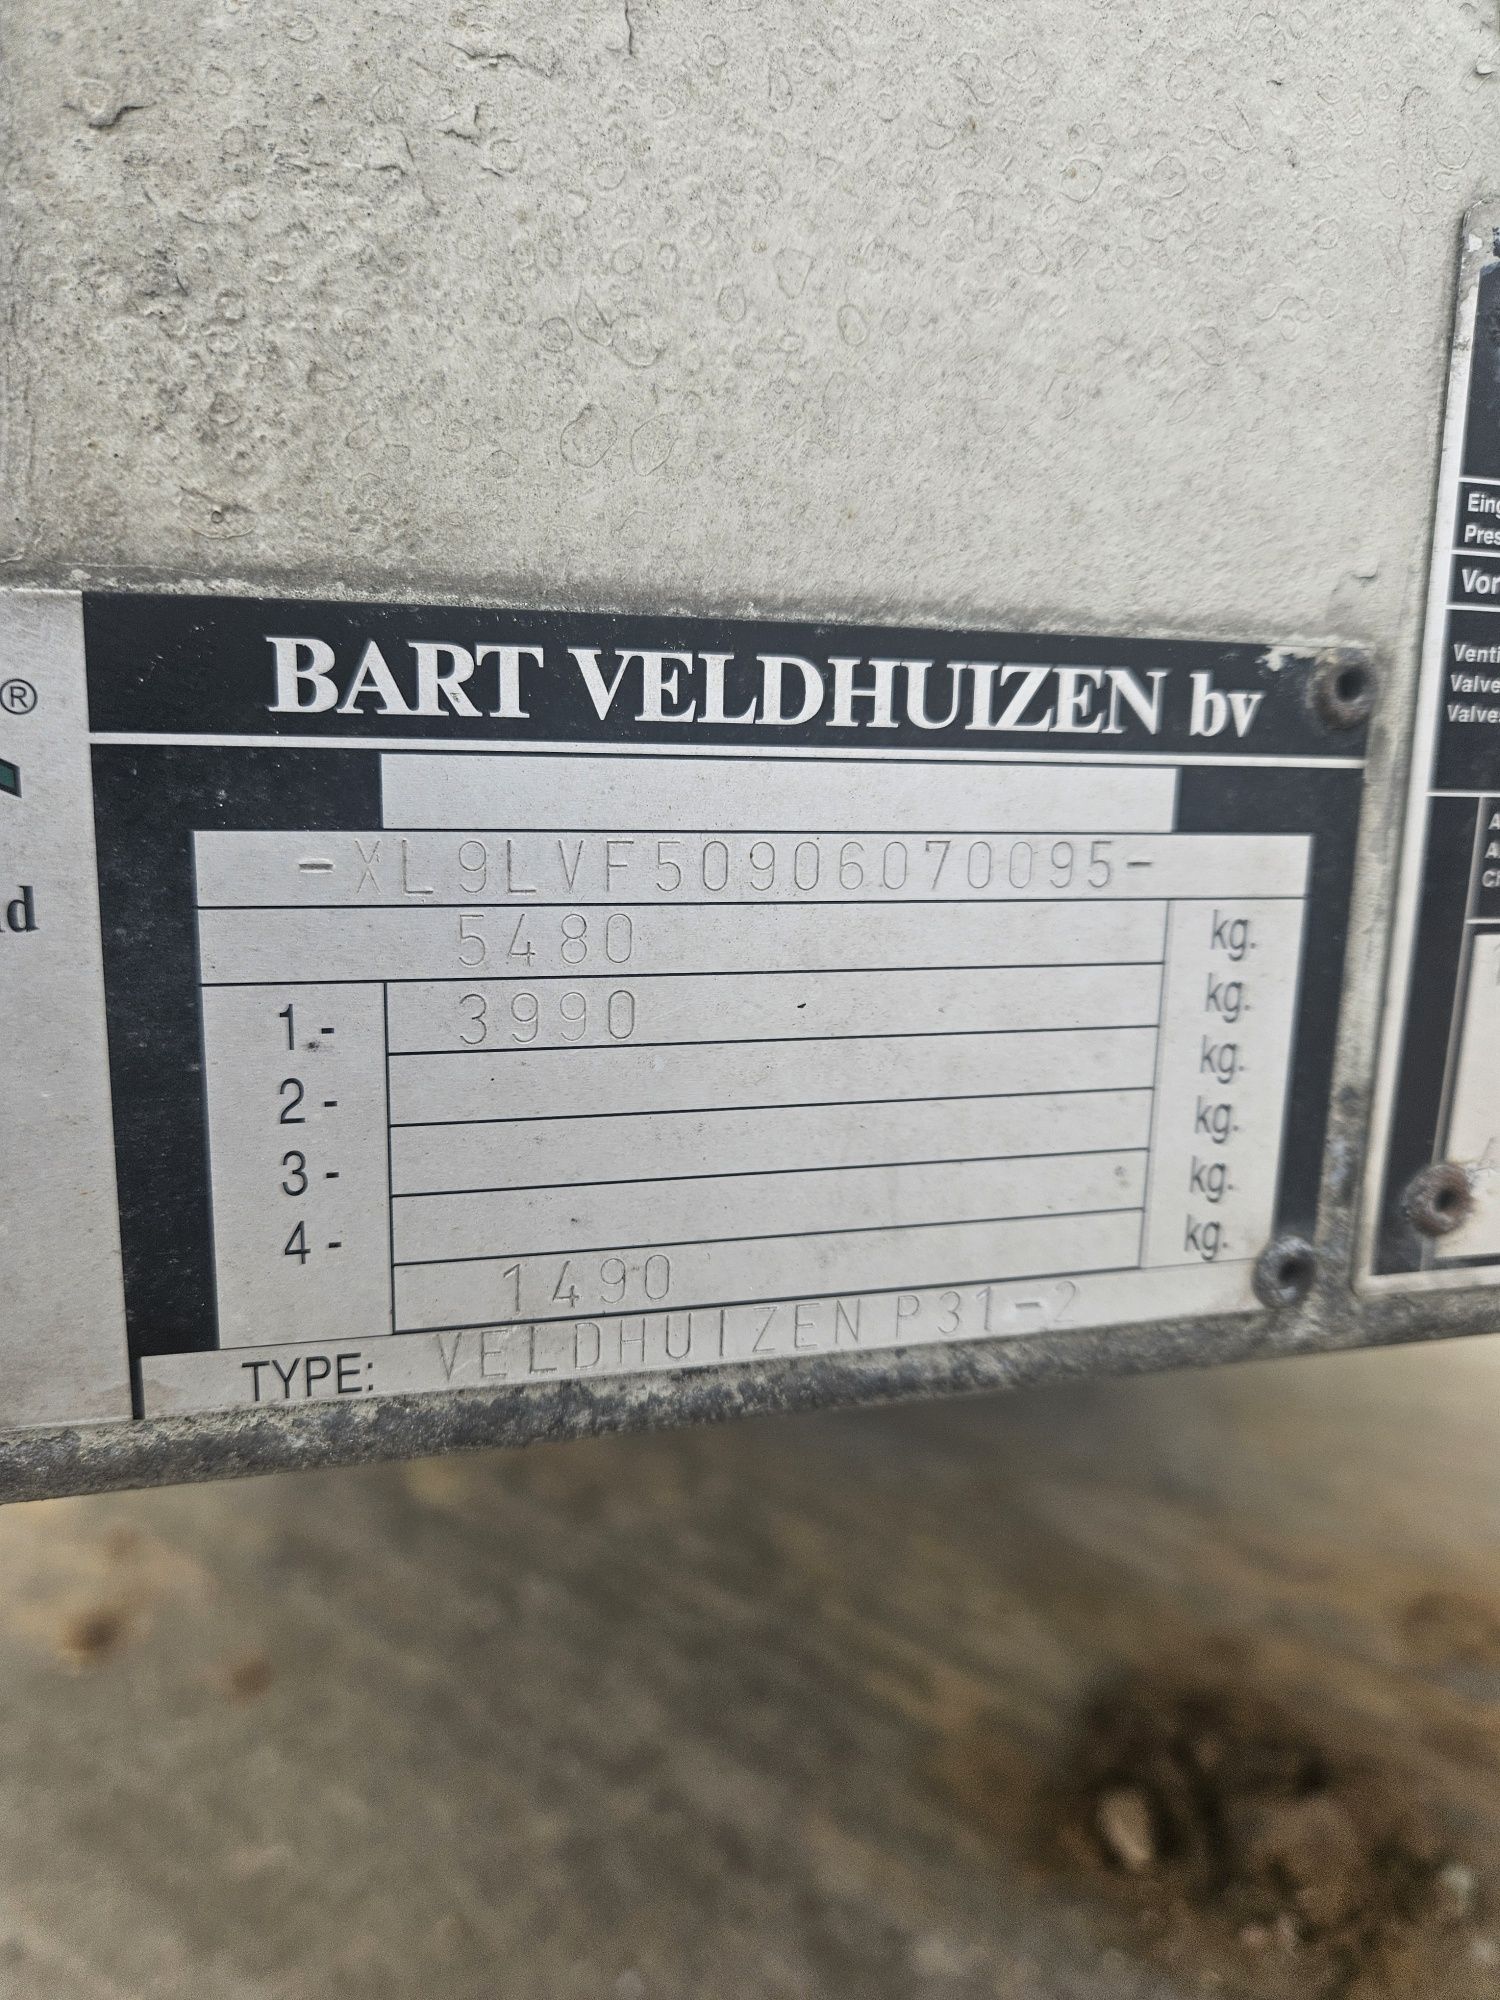 ®
BART VELDHUIZEN bv
-XL9LVF50906070095-
5480 kg.
1.- 3990 kg.
2 - kg.
3 - kg.
4 - kg.
1490 kg.
TYPE: VELDHUIZEN P31-2
Vor